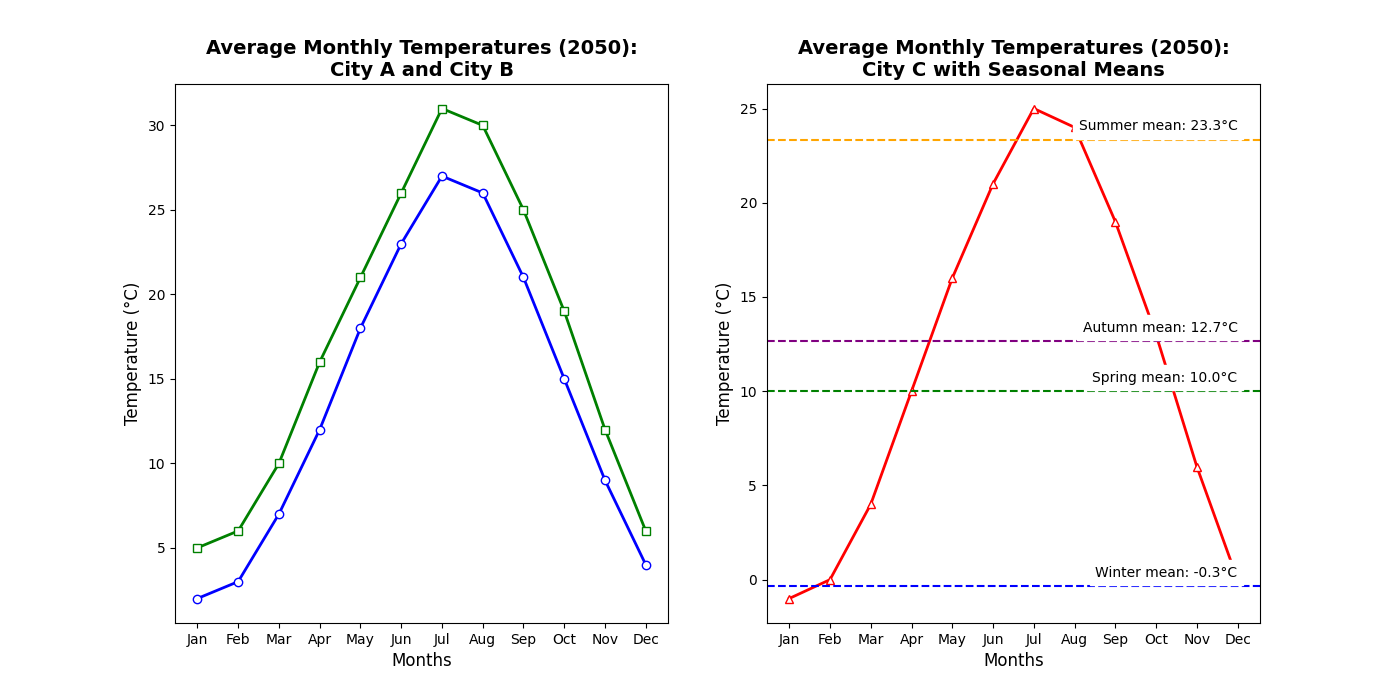 Average Monthly Temperatures (2050):
City A and City B
30
25
20
15
10
5
Temperature (°C)
Jan Feb Mar Apr May Jun Jul Aug Sep Oct Nov Dec
Months
Average Monthly Temperatures (2050):
City C with Seasonal Means
25
20
15
10
5
0
Temperature (°C)
Summer mean: 23.3°C
Autumn mean: 12.7°C
Spring mean: 10.0°C
Winter mean: -0.3°C
Jan Feb Mar Apr May Jun Jul Aug Sep Oct Nov Dec
Months